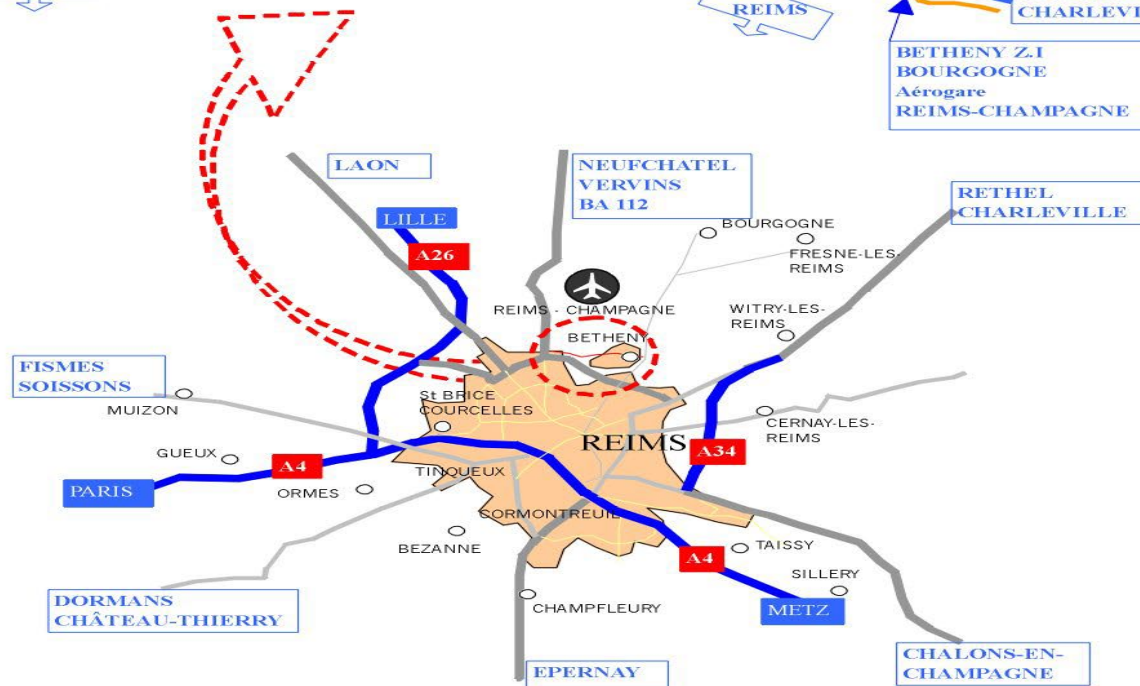 REIMS
CHARLEVI
BETHENY Z.I
BOURGOGNE
Aérogare
REIMS-CHAMPAGNE
LAON
NEUFCHATEL
VERVINS
BA 112
RETHEL
CHARLEVILLE
LILLE
A26
BOURGOGNE
FRESNE-LES-
REIMS
REIMS - CHAMPAGNE
WITRY-LES-
REIMS
BETHENY
FISMES
SOISSONS
MUIZON
St BRICE
COURCELLES
CERNAY-LES-
REIMS
REIMS
A34
GUEUX
A4
TINQUEUX
PARIS
ORMES
CORMONTREUIL
BEZANNE
A4
TAISSY
SILLERY
DORMANS
CHÂTEAU-THIERRY
CHAMPFLEURY
METZ
EPERNAY
CHALONS-EN-
CHAMPAGNE